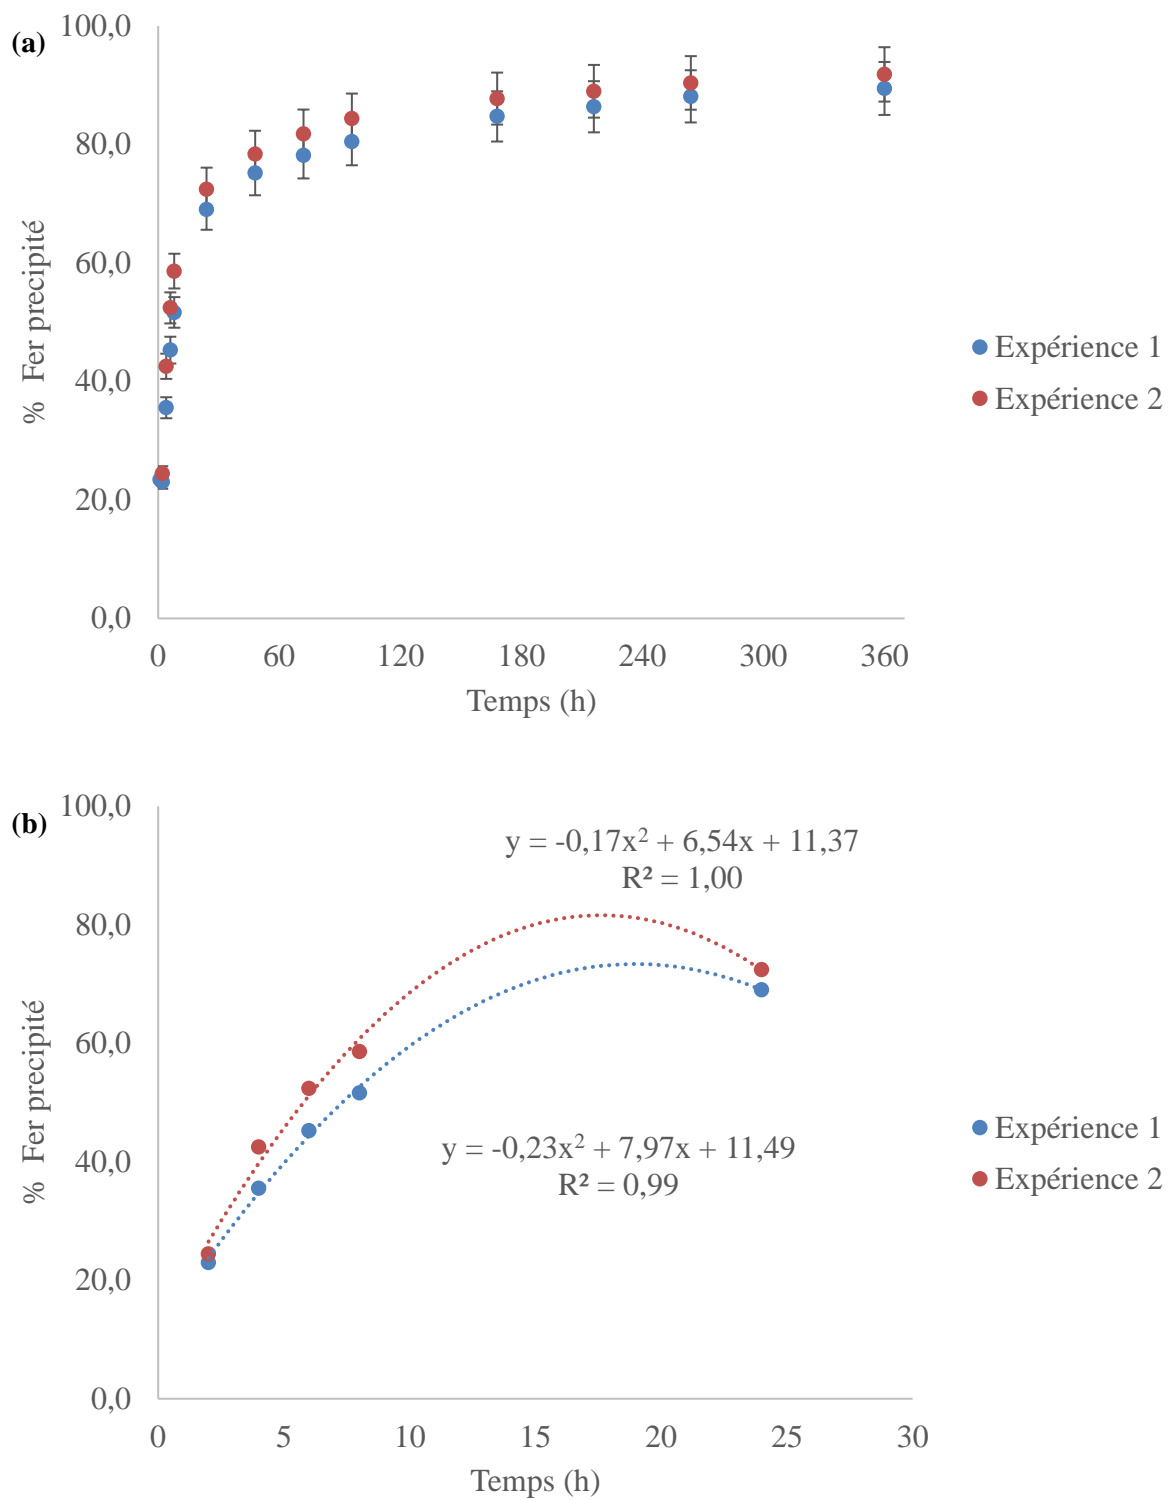 (a)
100,0
80,0
60,0
40,0
20,0
0,0
% Fer precipité
0 60 120 180 240 300 360
Temps (h)
Expérience 1
Expérience 2
(b)
100,0
80,0
60,0
40,0
20,0
0,0
% Fer precipité
y = -0,17x² + 6,54x + 11,37
R² = 1,00
y = -0,23x² + 7,97x + 11,49
R² = 0,99
0 5 10 15 20 25 30
Temps (h)
Expérience 1
Expérience 2